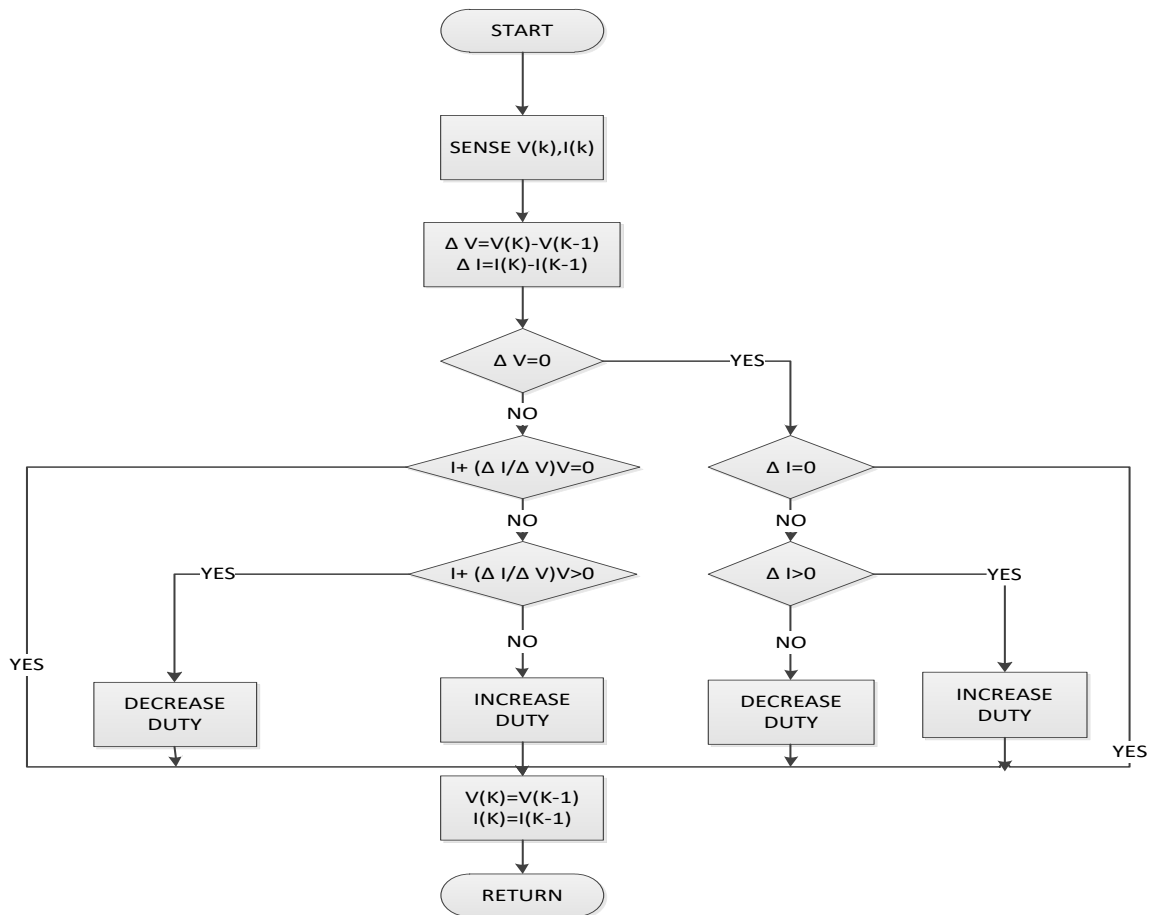 START
SENSE V(k),I(k)
Δ V=V(K)-V(K-1)
Δ I=I(K)-I(K-1)
Δ V=0
YES
NO
I+ (Δ I/Δ V)V=0
Δ I=0
NO
NO
I+ (Δ I/Δ V)V>0
Δ I>0
YES
YES
NO
NO
YES
DECREASE
DUTY
INCREASE
DUTY
DECREASE
DUTY
INCREASE
DUTY
YES
V(K)=V(K-1)
I(K)=I(K-1)
RETURN